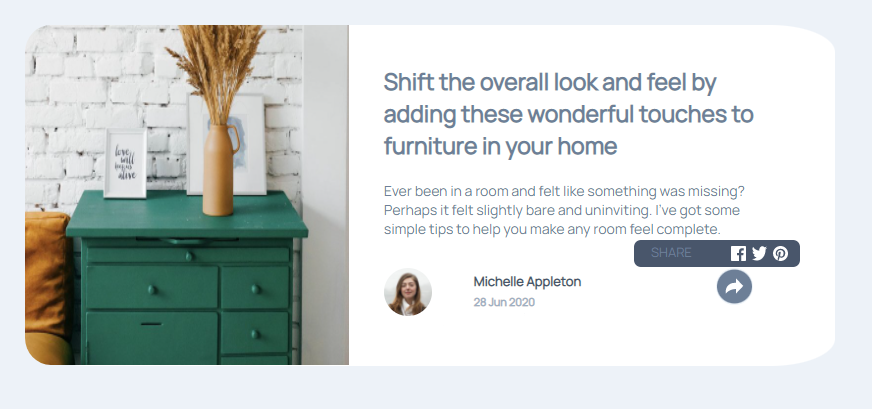 love
will
begin
alive
Shift the overall look and feel by
adding these wonderful touches to
furniture in your home
Ever been in a room and felt like something was missing?
Perhaps it felt slightly bare and uninviting. I've got some
simple tips to help you make any room feel complete.
SHARE
Michelle Appleton
28 Jun 2020